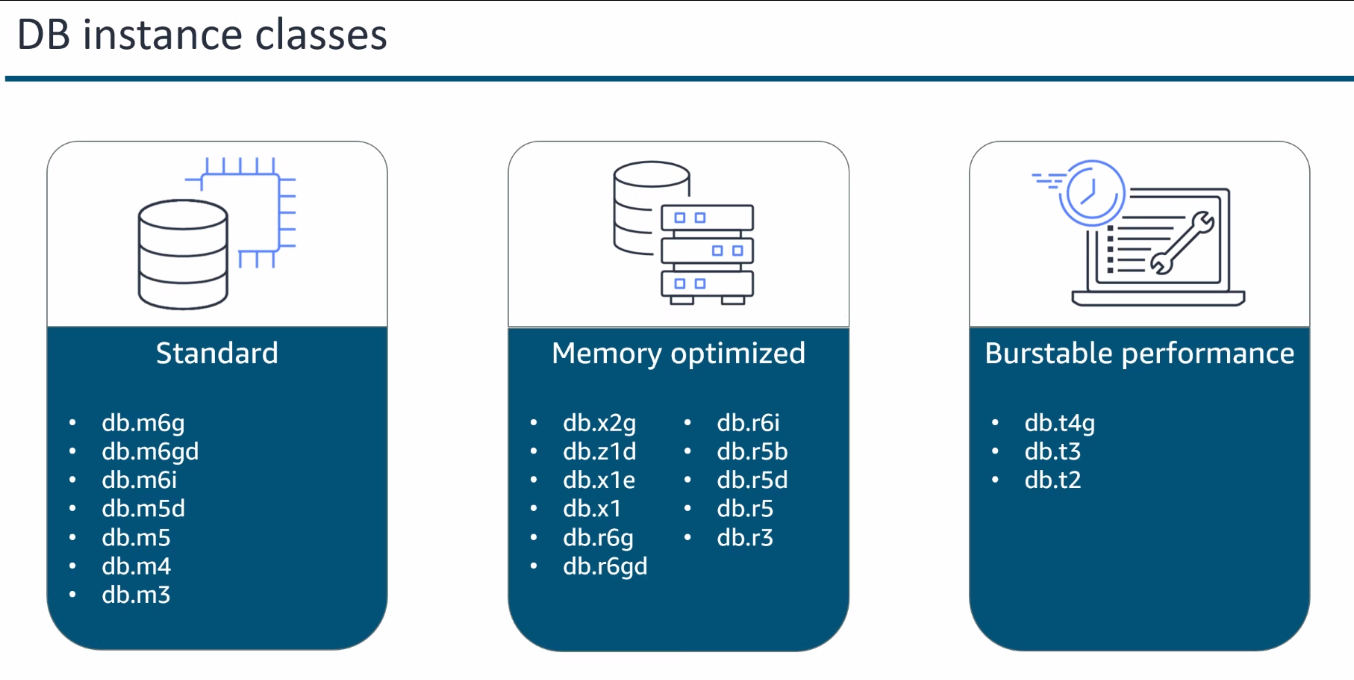 DB instance classes
Standard
• db.m6g
• db.m6gd
• db.m6i
• db.m5d
• db.m5
• db.m4
• db.m3
Memory optimized
• db.x2g
• db.z1d
• db.x1e
• db.x1
• db.r6g
• db.r6gd
• db.r6i
• db.r5b
• db.r5d
• db.r5
• db.r3
Burstable performance
• db.t4g
• db.t3
• db.t2